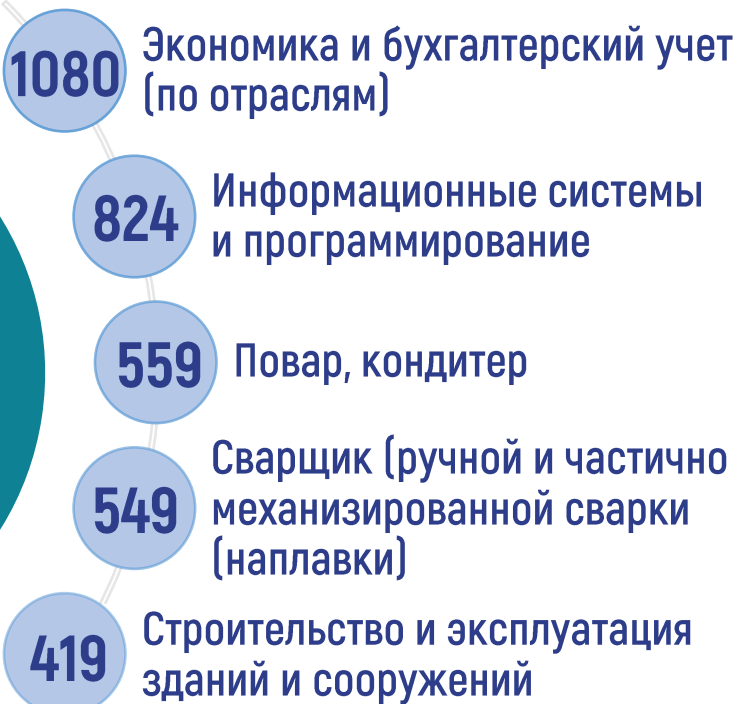 1080
Экономика и бухгалтерский учет
(по отраслям)
824
Информационные системы
и программирование
559
Повар, кондитер
549
Сварщик (ручной и частично
механизированной сварки
(наплавки)
419
Строительство и эксплуатация
зданий и сооружений